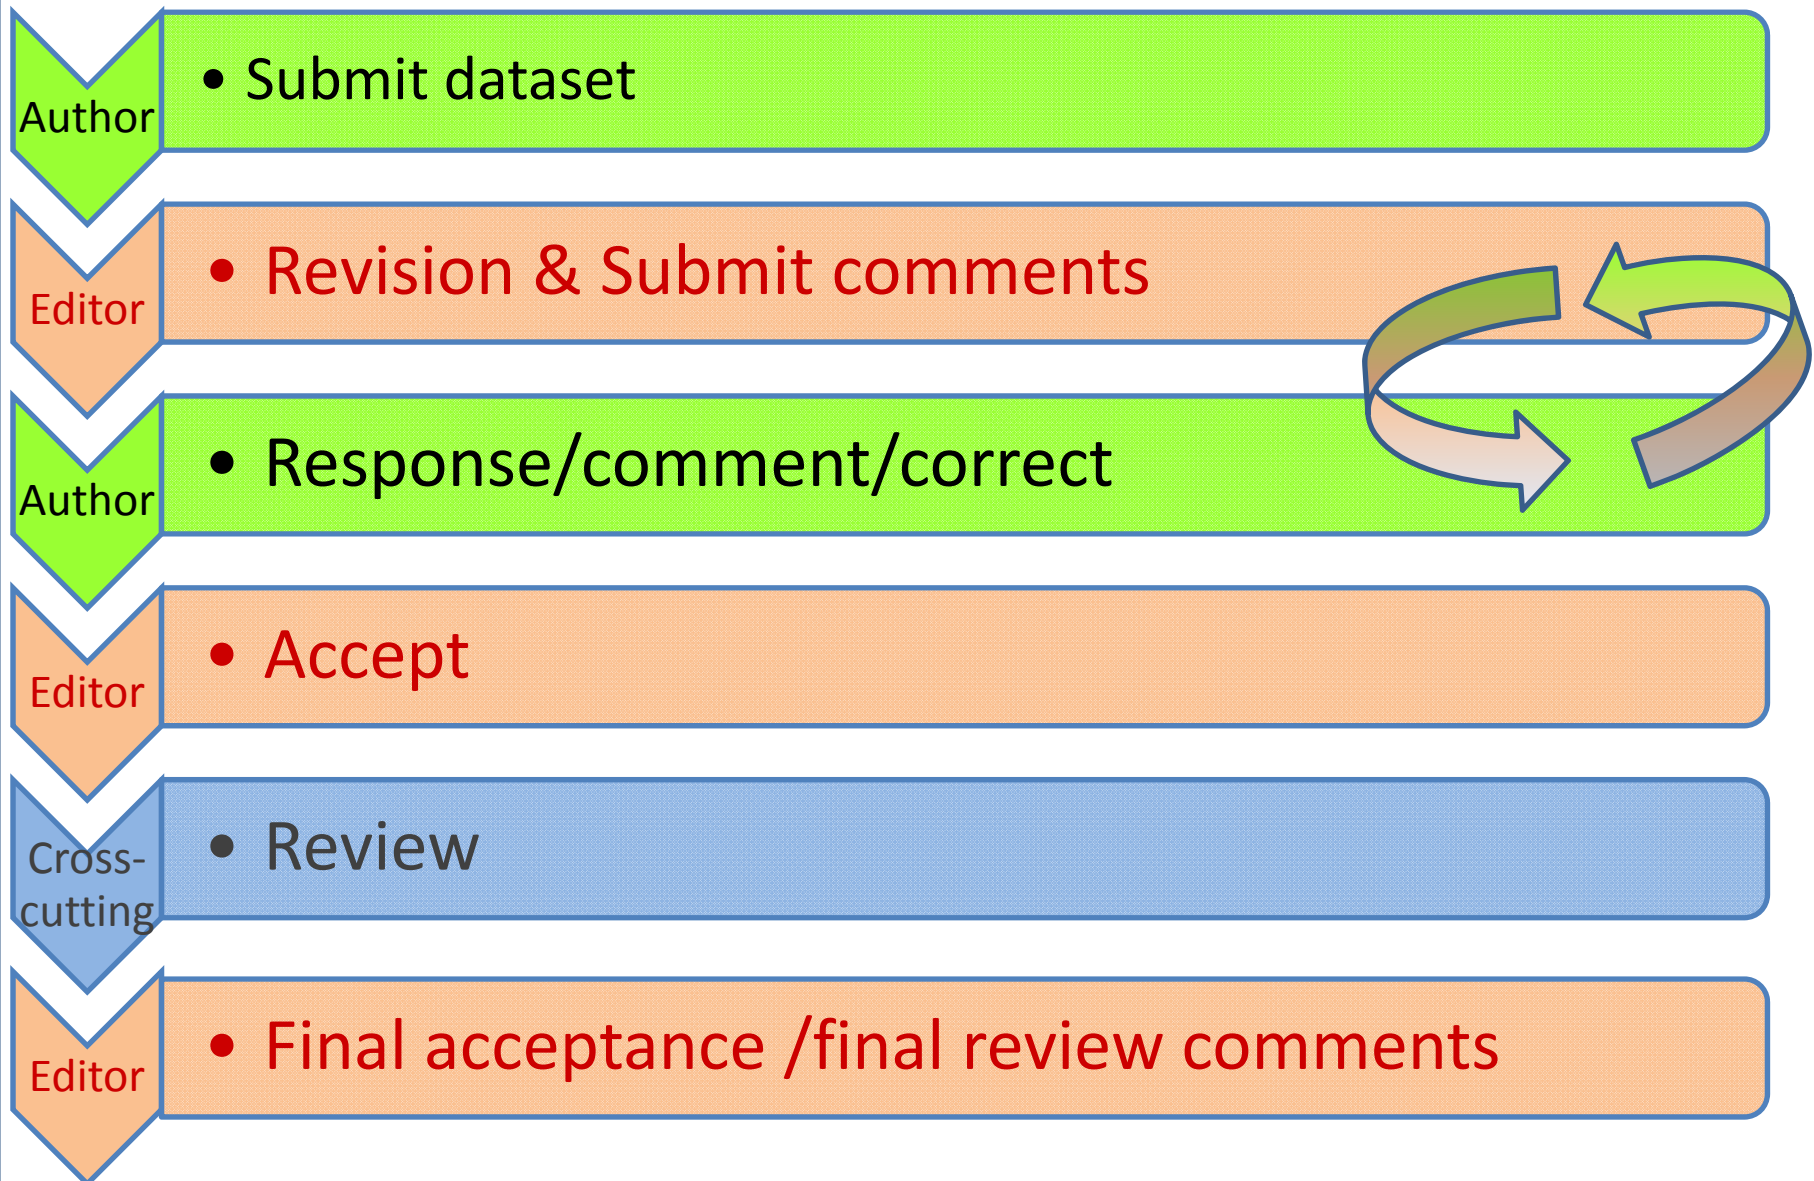 Author
• Submit dataset
Editor
• Revision & Submit comments
Author
• Response/comment/correct
Editor
• Accept
Cross-
cutting
• Review
Editor
• Final acceptance /final review comments